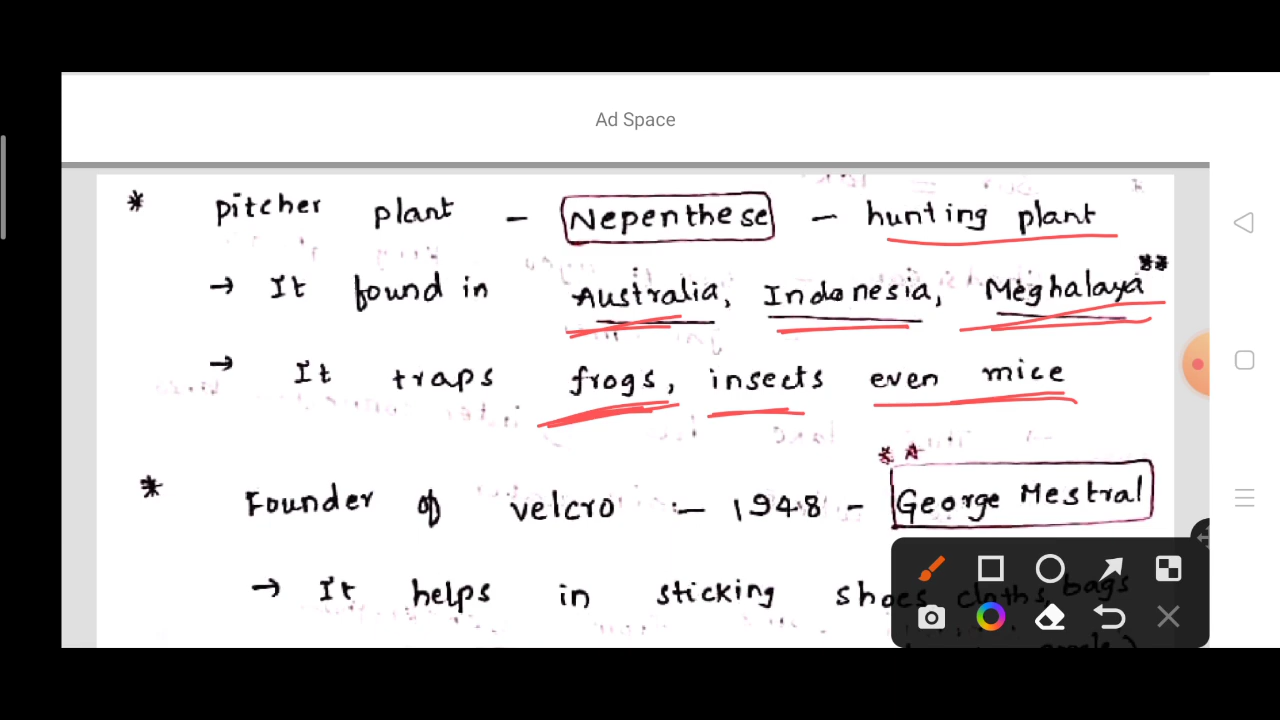 Ad Space
* Pitcher plant - Nepenthese - hunting plant
→ It found in Australia, Indonesia, Meghalaya**
→ It traps frogs, insects even mice
* Founder of velcro :- 1948 - George Mestral
→ It helps in sticking shoes cloths, bags